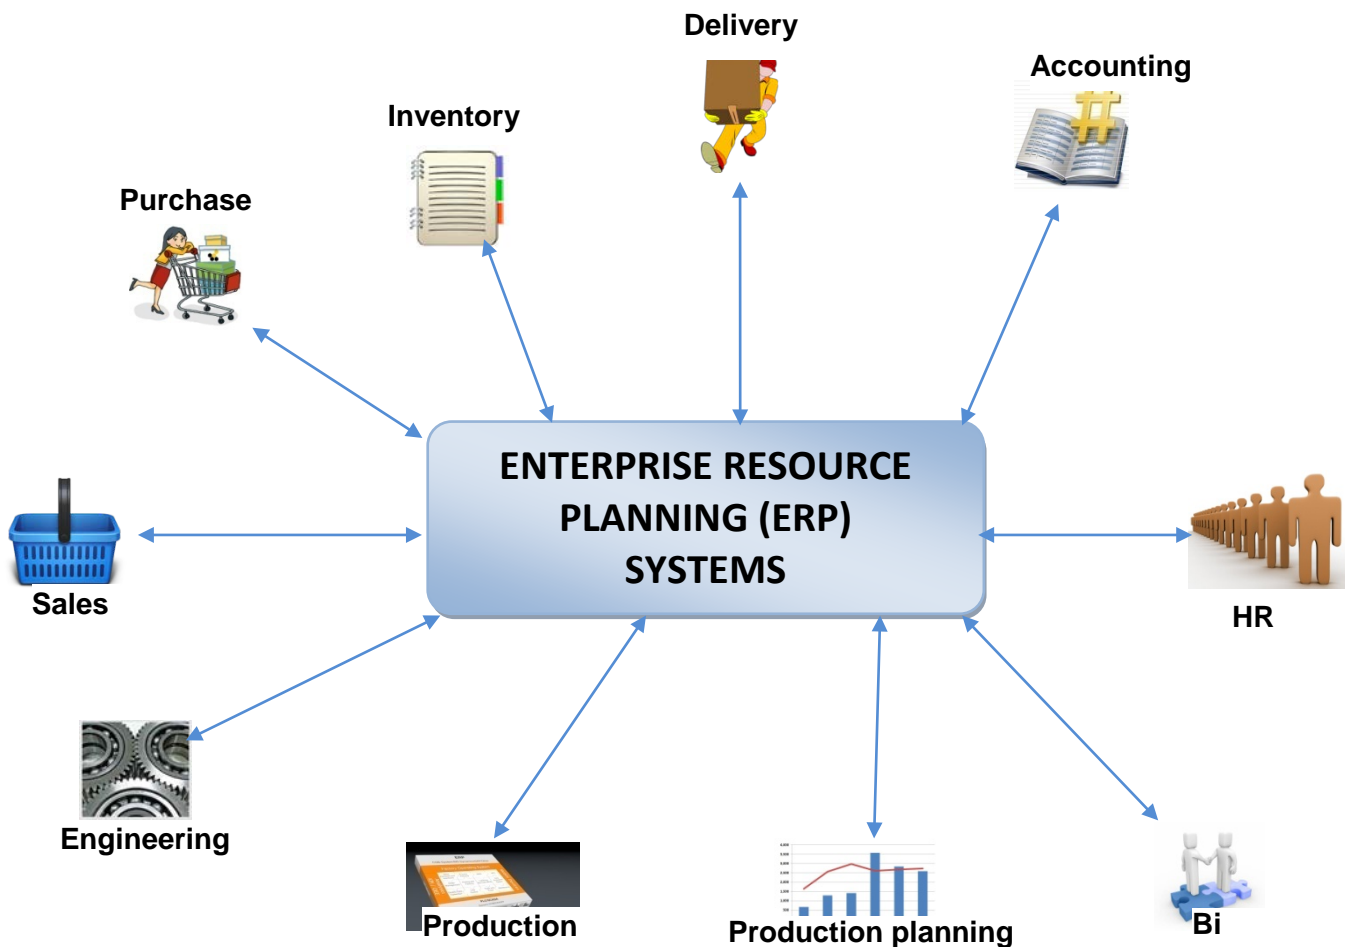 Delivery
Accounting
Inventory
Purchase
ENTERPRISE RESOURCE
PLANNING (ERP)
SYSTEMS
Sales
HR
Engineering
Production
Production planning
Bi